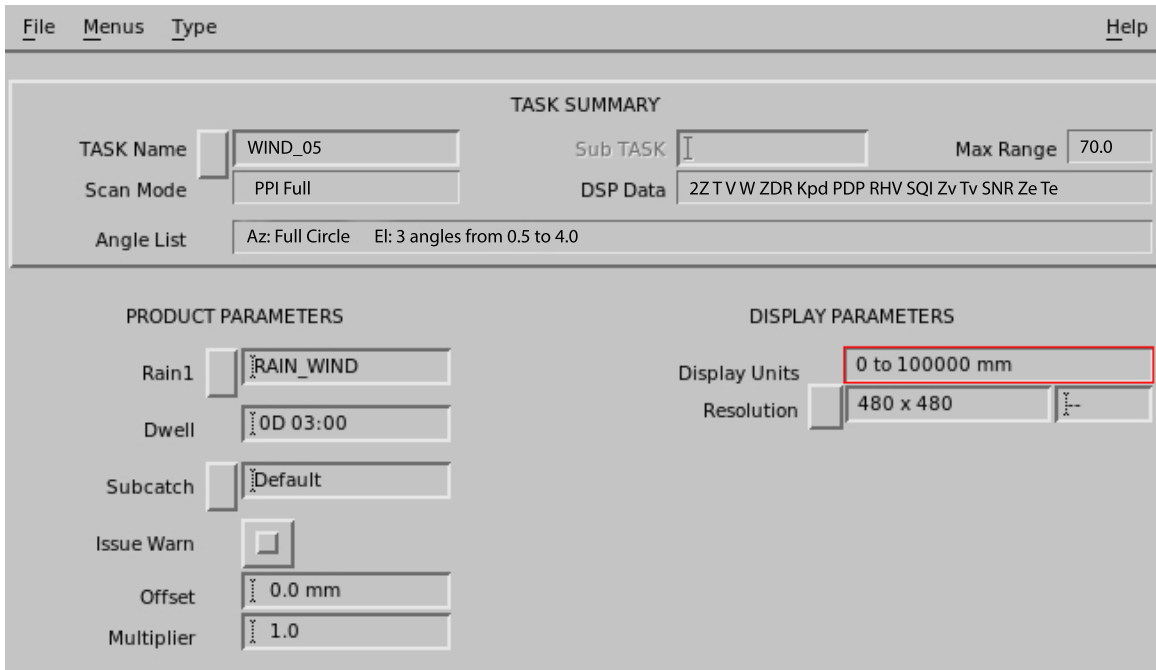 File Menus Type Help
TASK SUMMARY
TASK Name WIND_05 Sub TASK Max Range 70.0
Scan Mode PPI Full DSP Data 2Z T V W ZDR Kpd PDP RHV SQI Zv Tv SNR Ze Te
Angle List Az: Full Circle El: 3 angles from 0.5 to 4.0
PRODUCT PARAMETERS DISPLAY PARAMETERS
Rain1 RAIN_WIND Display Units 0 to 100000 mm
Resolution 480 x 480 --
Dwell 0D 03:00
Subcatch Default
Issue Warn
Offset 0.0 mm
Multiplier 1.0